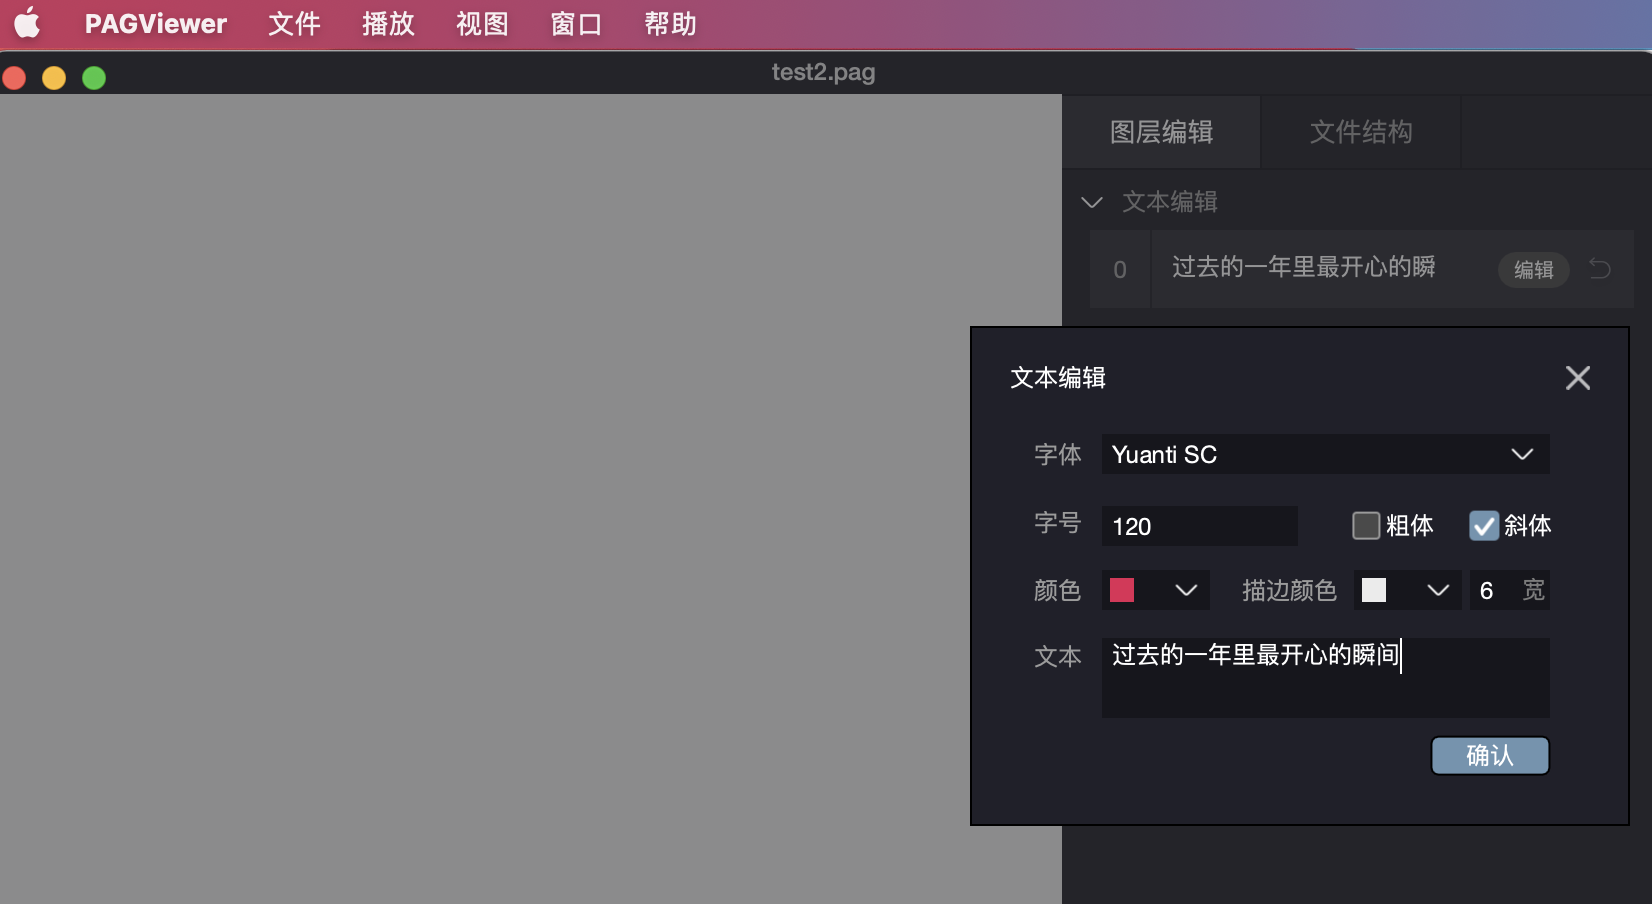 PAGViewer 文件 播放 视图 窗口 帮助
test2.pag
图层编辑 文件结构
文本编辑
0 过去的一年里最开心的瞬 编辑
文本编辑
字体 Yuanti SC
字号 120 粗体 斜体
颜色 描边颜色 6 宽
文本 过去的一年里最开心的瞬间
确认